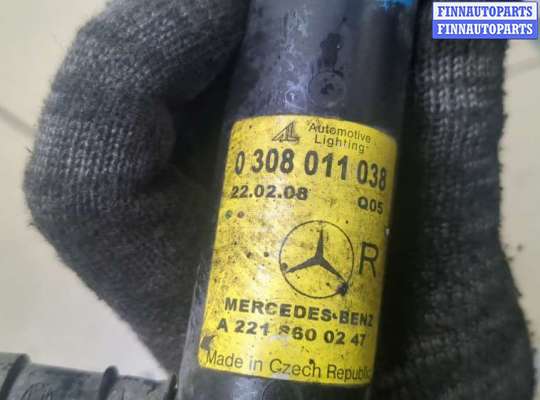 FINNAUTOPARTS
FINNAUTOPARTS
AL Automotive
Lighting
0 308 011 038
22.02.08 Q05
R
MERCEDES-BENZ
A 221 860 02 47
Made in Czech Republic